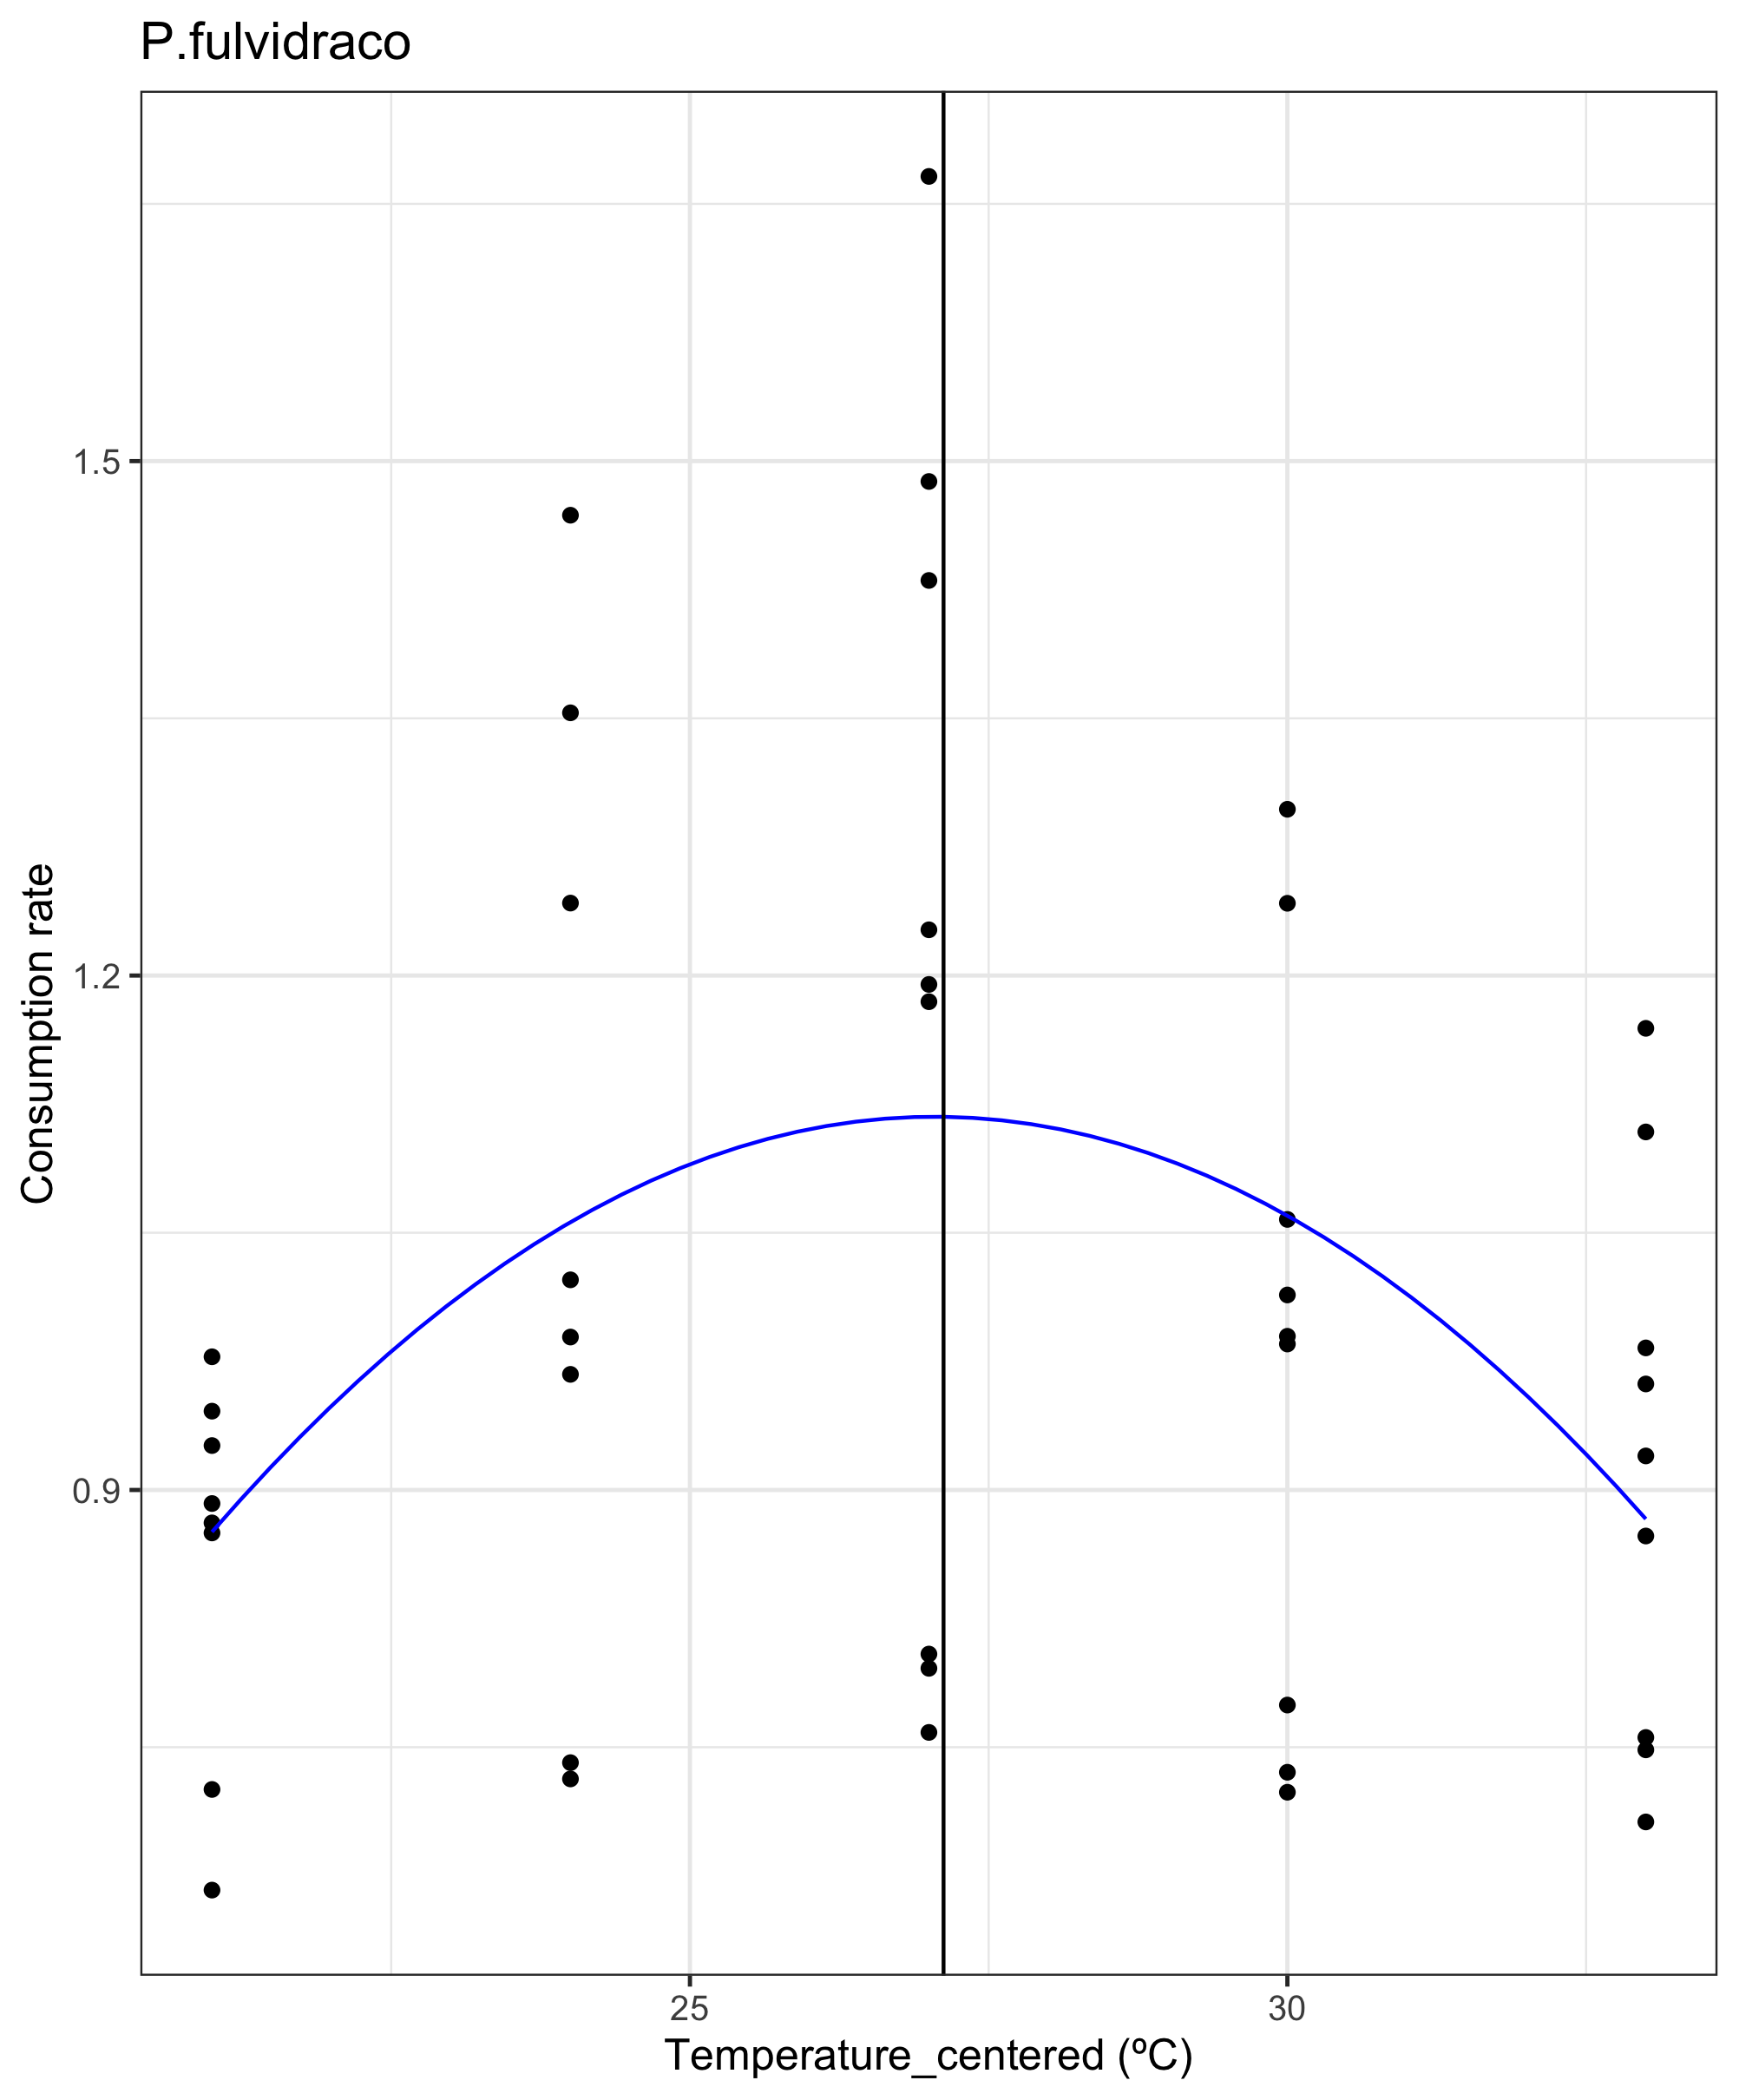 P.fulvidraco
Consumption rate
1.5
1.2
0.9
25
30
Temperature_centered (ºC)